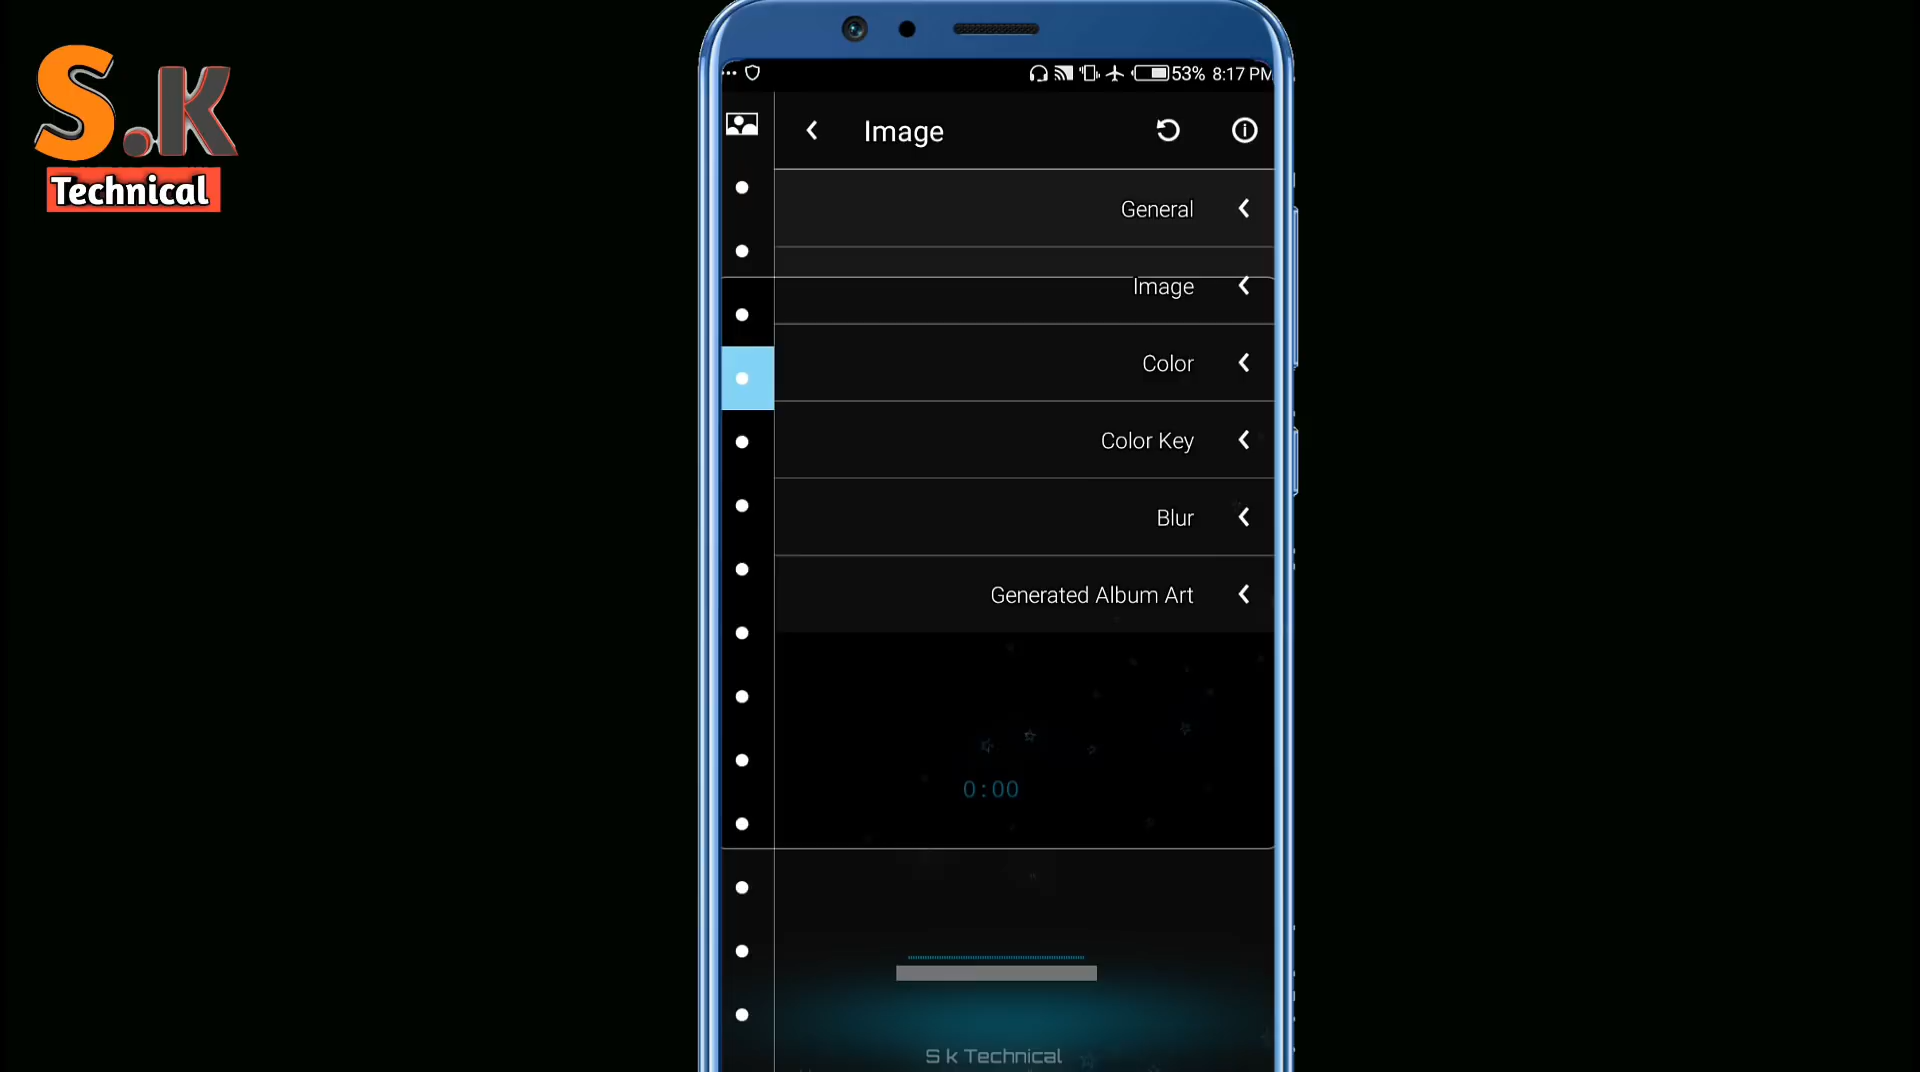 S.K
Technical
53% 8:17 PM
Image
General
Image
Color
Color Key
Blur
Generated Album Art
0:00
S k Technical